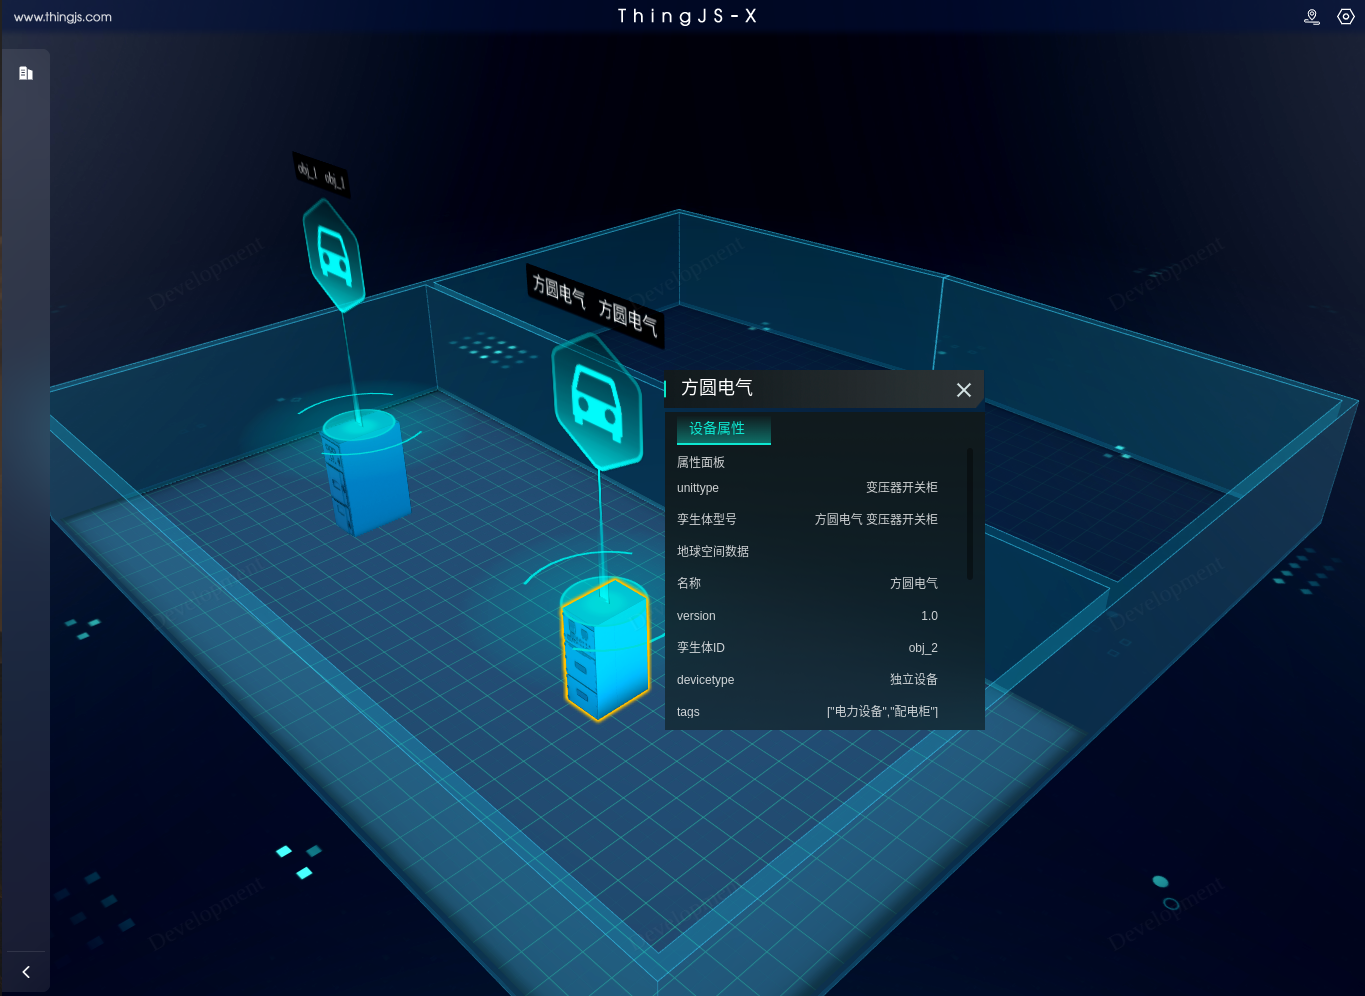 www.thingjs.com
ThingJS-X
obj_1 obj_1
方圆电气 方圆电气
方圆电气
设备属性
属性面板
unittype 变压器开关柜
孪生体型号 方圆电气 变压器开关柜
地球空间数据
名称 方圆电气
version 1.0
孪生体ID obj_2
devicetype 独立设备
tags ["电力设备","配电柜"]
Development
Development
Development
Development
Development
Development
Development
Development